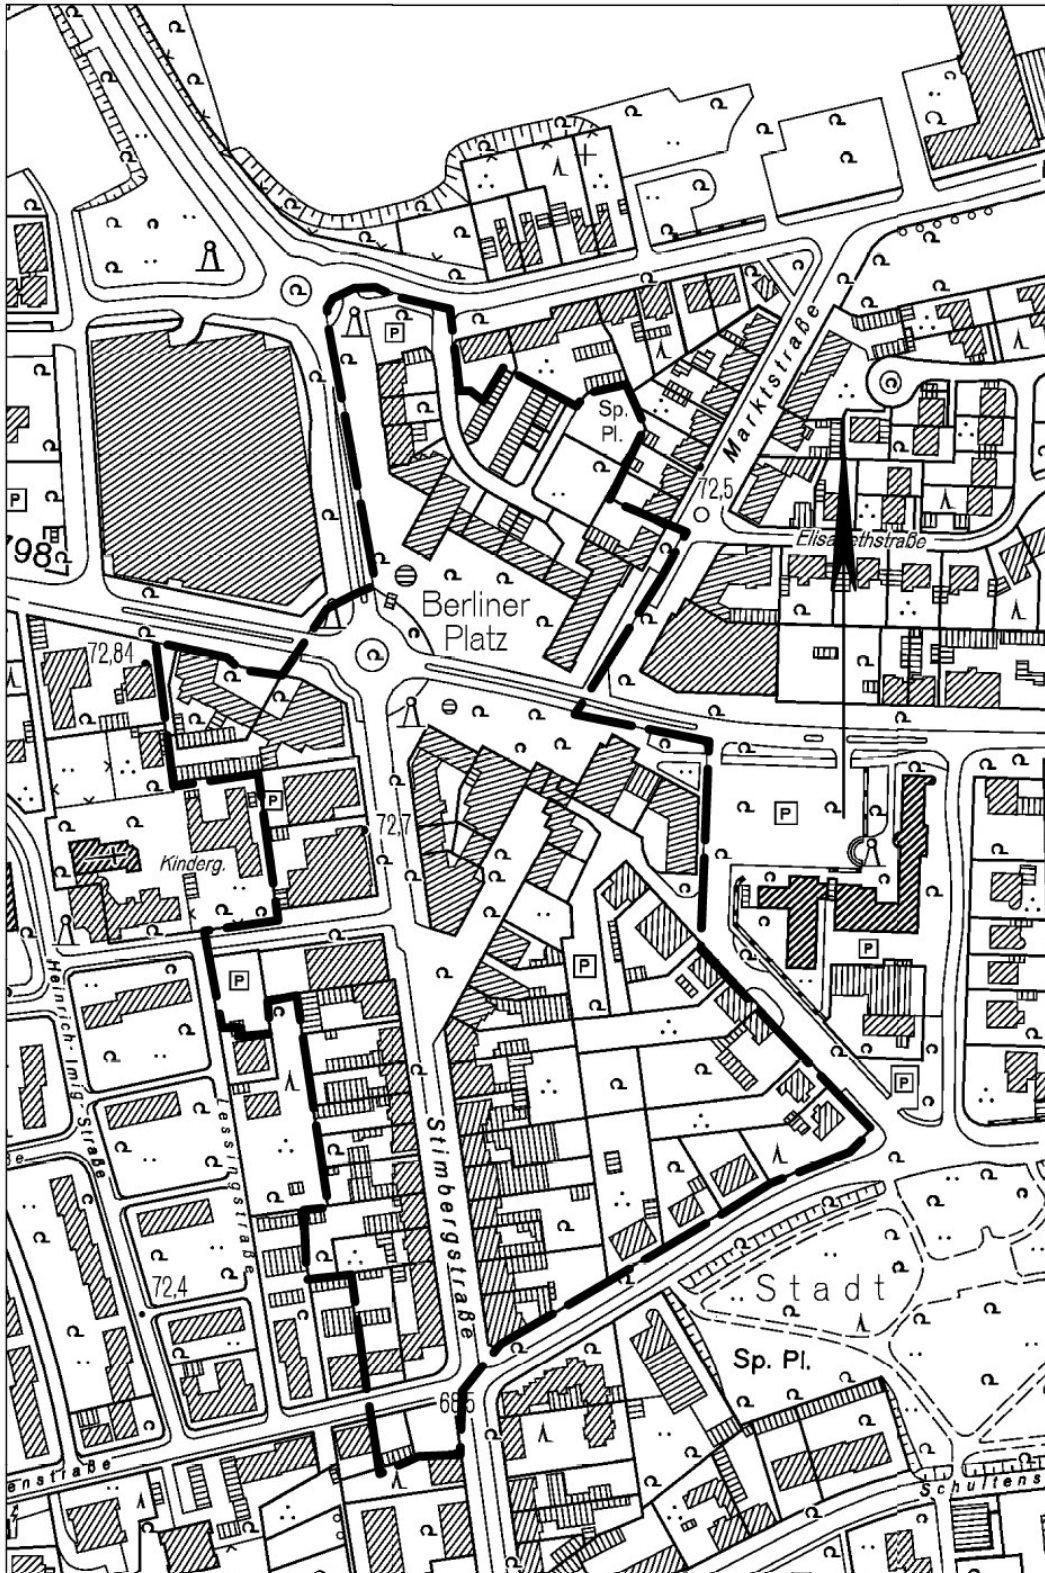 P
Sp.
Pl.
Marktstraße
72,5
P
798
Elisabethstraße
Berliner
Platz
72,84
P
P
72,7
Kinderg.
P
P
P
Heinrich-Imig-Straße
P
Lessingstraße
Stimbergstraße
72,4
Stadt
Sp. Pl.
68,5
enstraße
Schultens